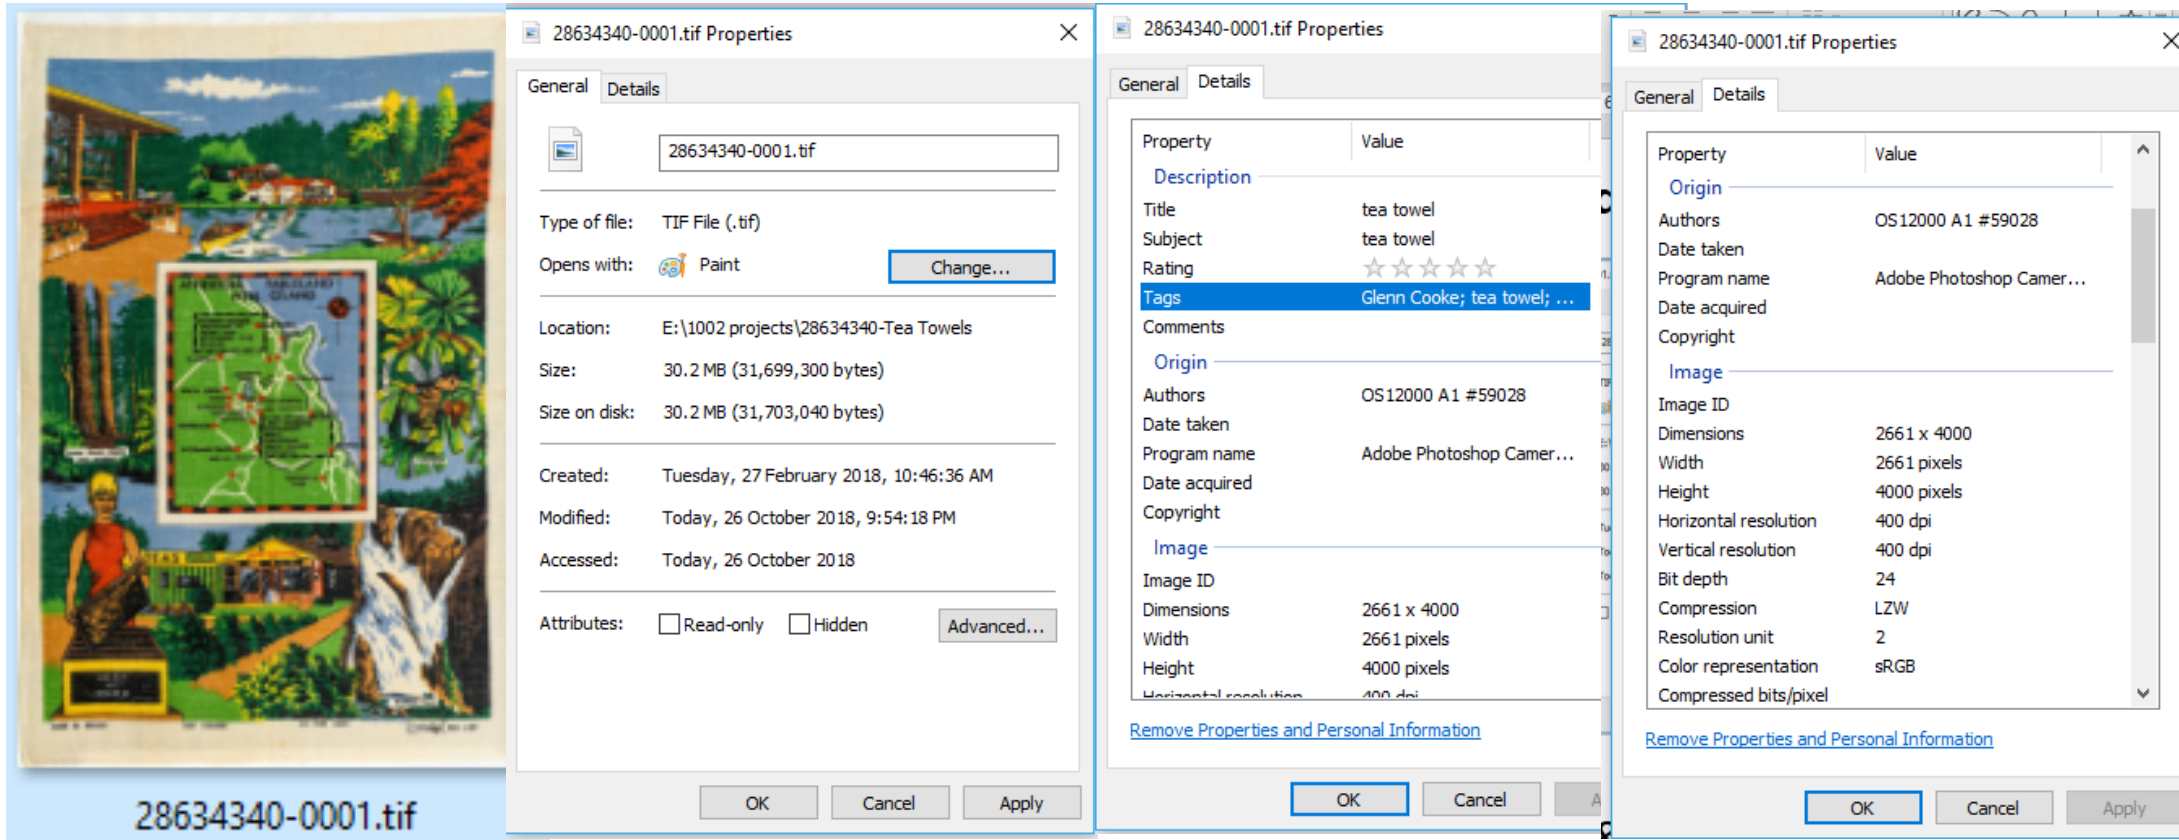 28634340-0001.tif
28634340-0001.tif Properties
General Details
28634340-0001.tif
Type of file: TIF File (.tif)
Opens with: Paint Change...
Location: E:\1002 projects\28634340-Tea Towels
Size: 30.2 MB (31,699,300 bytes)
Size on disk: 30.2 MB (31,703,040 bytes)
Created: Tuesday, 27 February 2018, 10:46:36 AM
Modified: Today, 26 October 2018, 9:54:18 PM
Accessed: Today, 26 October 2018
Attributes: Read-only Hidden Advanced...
OK Cancel Apply
28634340-0001.tif Properties
General Details
Property Value
Description
Title tea towel
Subject tea towel
Rating
Tags Glenn Cooke; tea towel; ...
Comments
Origin
Authors OS12000 A1 #59028
Date taken
Program name Adobe Photoshop Camer...
Date acquired
Copyright
Image
Image ID
Dimensions 2661 x 4000
Width 2661 pixels
Height 4000 pixels
Horizontal resolution 400 dpi
Remove Properties and Personal Information
OK Cancel
28634340-0001.tif Properties
General Details
Property Value
Origin
Authors OS12000 A1 #59028
Date taken
Program name Adobe Photoshop Camer...
Date acquired
Copyright
Image
Image ID
Dimensions 2661 x 4000
Width 2661 pixels
Height 4000 pixels
Horizontal resolution 400 dpi
Vertical resolution 400 dpi
Bit depth 24
Compression LZW
Resolution unit 2
Color representation sRGB
Compressed bits/pixel
Remove Properties and Personal Information
OK Cancel Apply